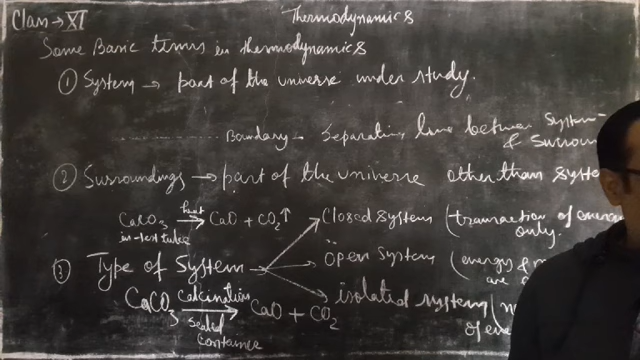 Class → XI
Thermodynamics
Some Basic terms in thermodynamics
① System → part of the universe under study.
Boundary - Separating line between System
& Surroun
② Surroundings → part of the universe other than syste
CaCO3 heat→ CaO + CO2↑
in-test tube
Closed System (transaction of
only.
③ Type of System → Open System (energy &
are
CaCO3 Calcination→ CaO + CO2
Sealed
Container
isolated system
of